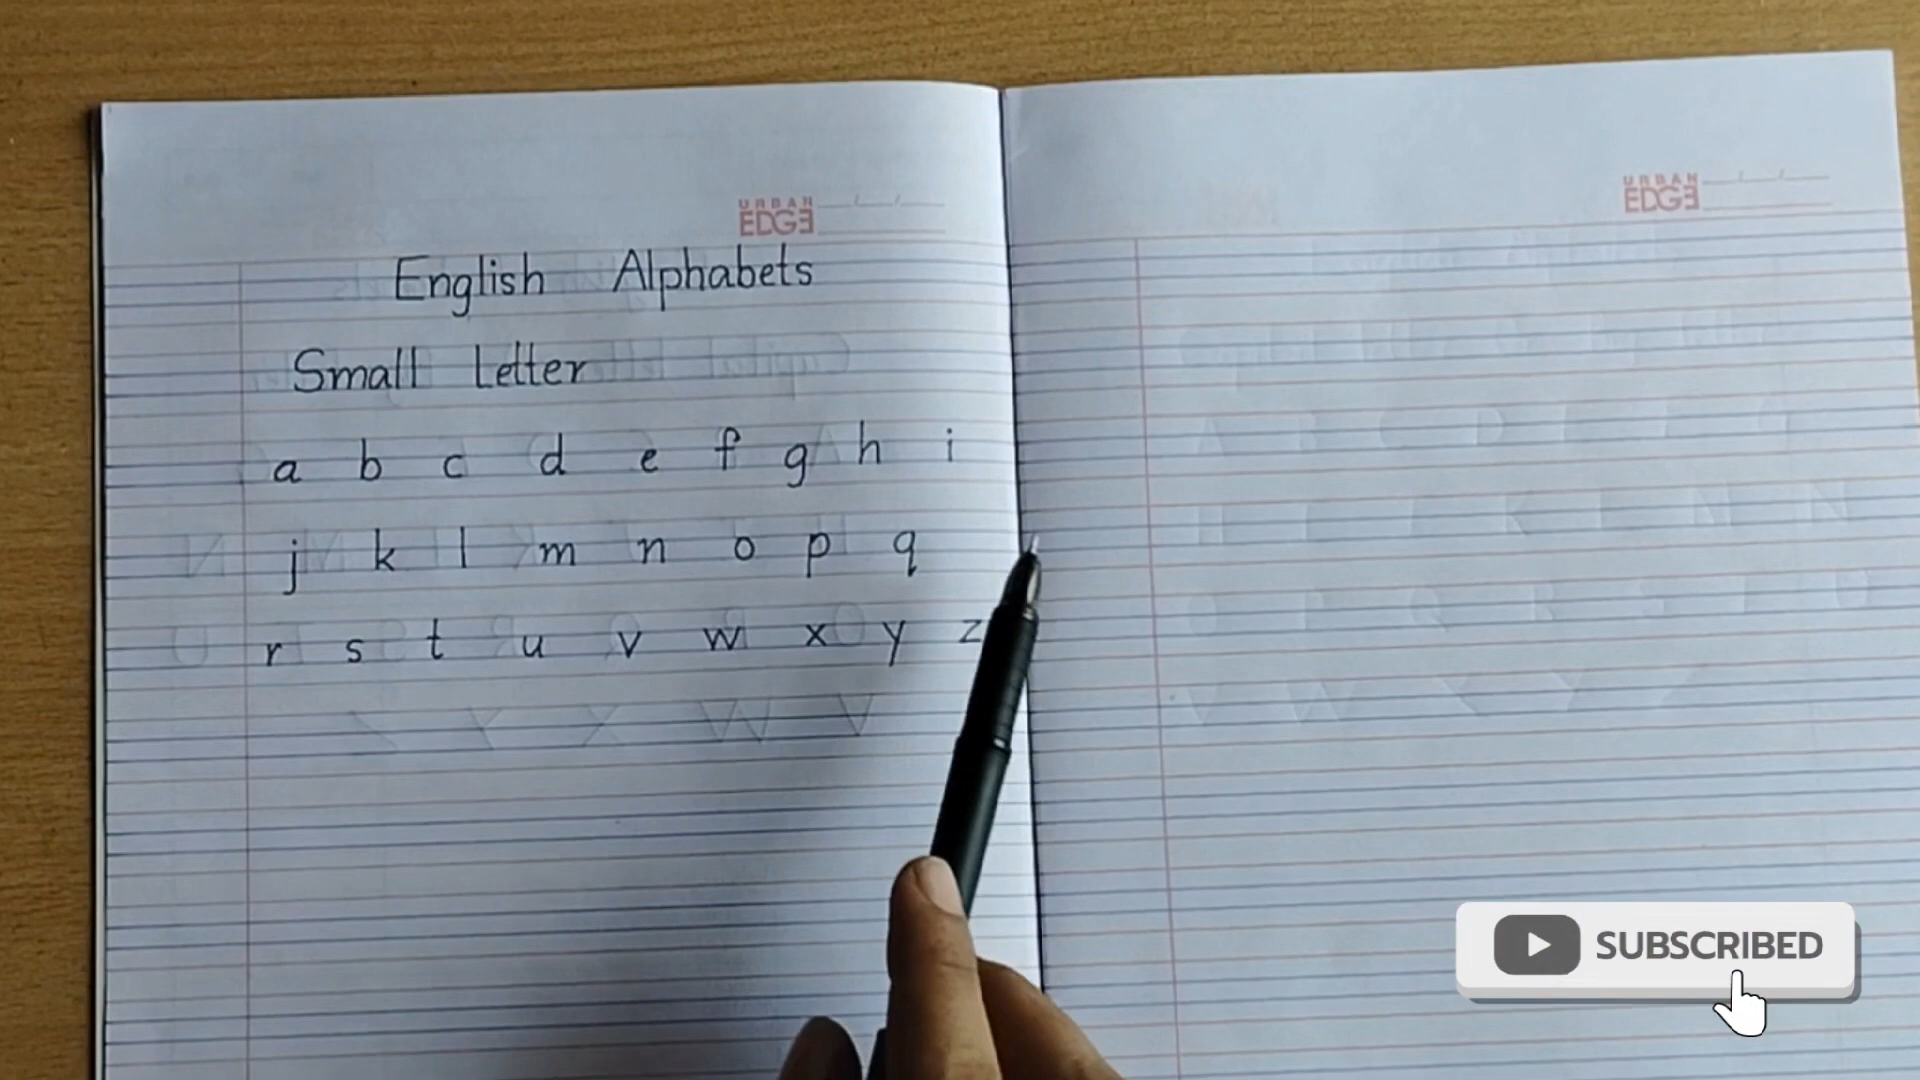 URBAN
EDGE
URBAN
EDGE
English Alphabets
Small Letter
a b c d e f g h i
j k l m n o p q
r s t u v w x y z
SUBSCRIBED